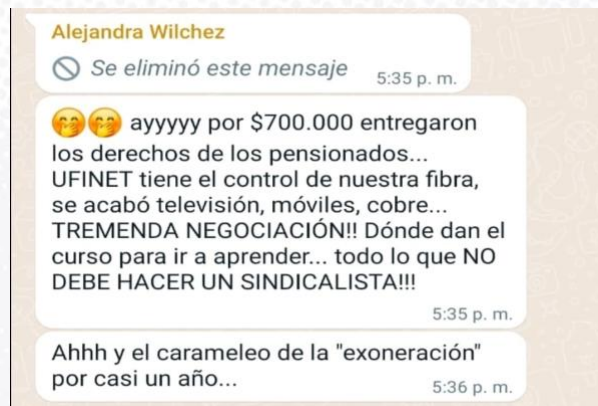 Alejandra Wilchez
Se eliminó este mensaje
5:35 p. m.
🤭🤭 ayyyyy por $700.000 entregaron
los derechos de los pensionados...
UFINET tiene el control de nuestra fibra,
se acabó televisión, móviles, cobre...
TREMENDA NEGOCIACIÓN!! Dónde dan el
curso para ir a aprender... todo lo que NO
DEBE HACER UN SINDICALISTA!!!
5:35 p. m.
Ahhh y el carameleo de la "exoneración"
por casi un año...
5:36 p. m.